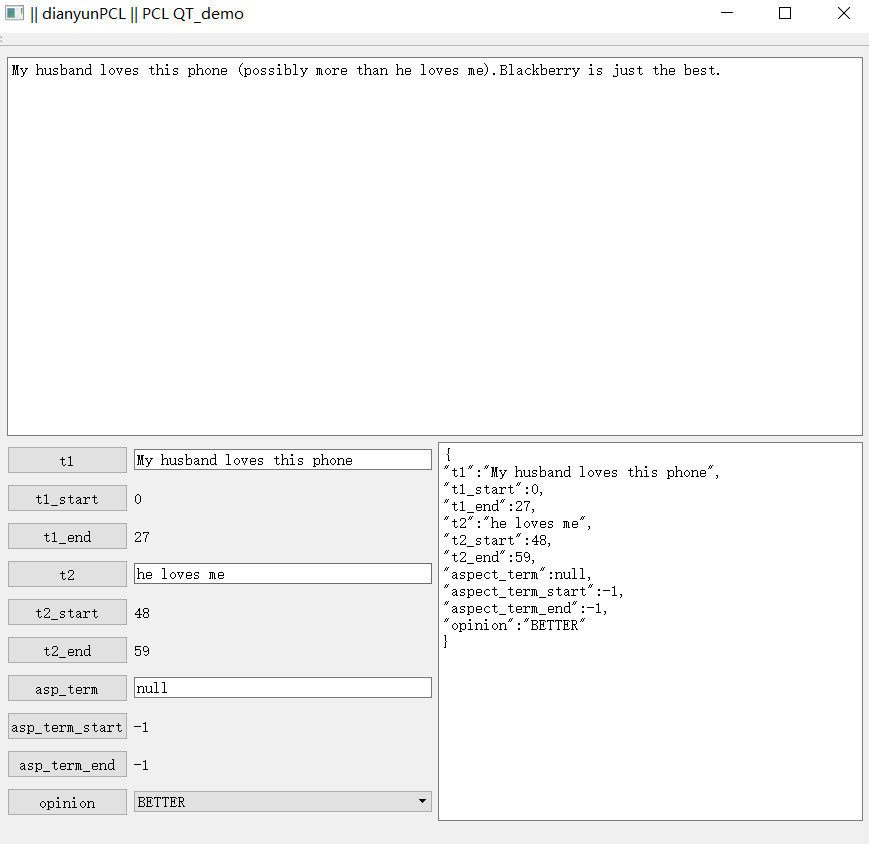 || dianyunPCL || PCL QT_demo
My husband loves this phone (possibly more than he loves me).Blackberry is just the best.
t1 My husband loves this phone
t1_start 0
t1_end 27
t2 he loves me
t2_start 48
t2_end 59
asp_term null
asp_term_start -1
asp_term_end -1
opinion BETTER
{
"t1":"My husband loves this phone",
"t1_start":0,
"t1_end":27,
"t2":"he loves me",
"t2_start":48,
"t2_end":59,
"aspect_term":null,
"aspect_term_start":-1,
"aspect_term_end":-1,
"opinion":"BETTER"
}